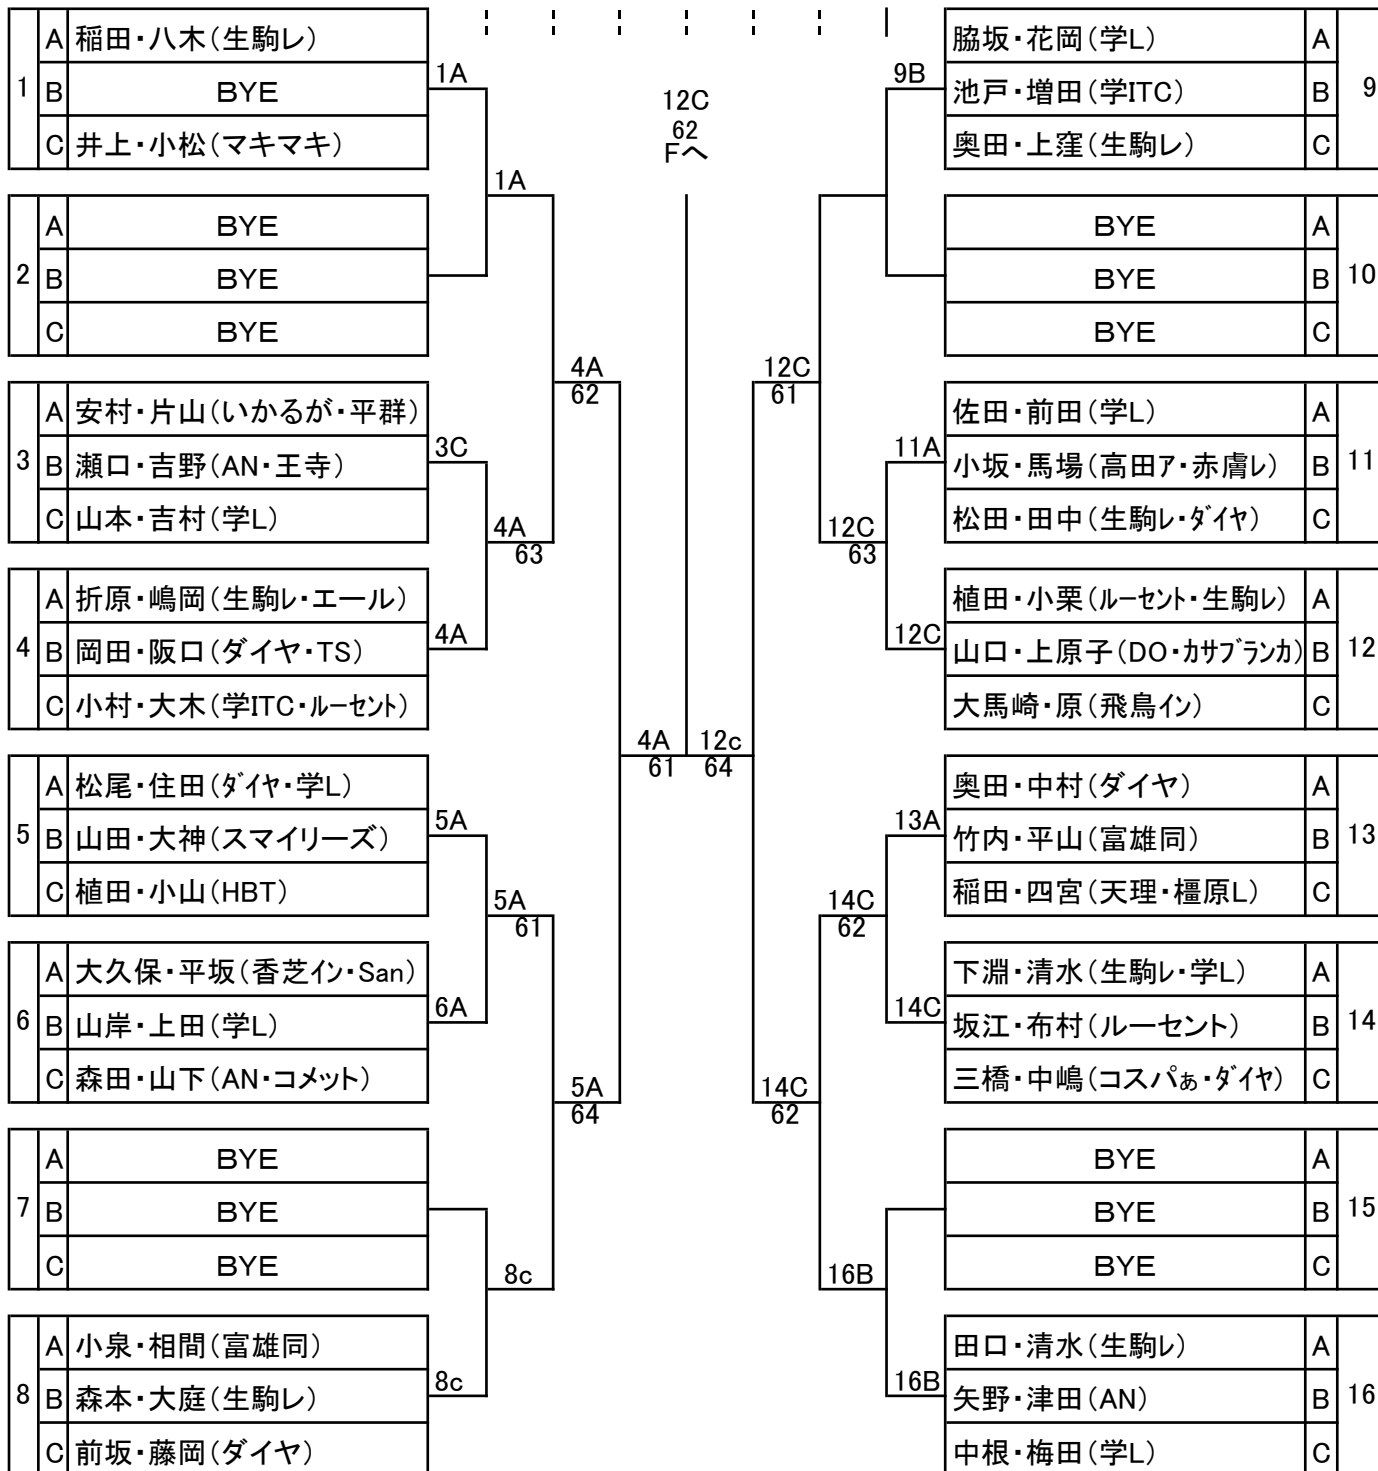 1
A 稲田・八木(生駒レ)
B BYE
C 井上・小松(マキマキ)
2
A BYE
B BYE
C BYE
3
A 安村・片山(いかるが・平群)
B 瀬口・吉野(AN・王寺)
C 山本・吉村(学L)
4
A 折原・嶋岡(生駒レ・エール)
B 岡田・阪口(ダイヤ・TS)
C 小村・大木(学ITC・ルーセント)
5
A 松尾・住田(ダイヤ・学L)
B 山田・大神(スマイリーズ)
C 植田・小山(HBT)
6
A 大久保・平坂(香芝イン・San)
B 山岸・上田(学L)
C 森田・山下(AN・コメット)
7
A BYE
B BYE
C BYE
8
A 小泉・相間(富雄同)
B 森本・大庭(生駒レ)
C 前坂・藤岡(ダイヤ)
1A
3C
4A
5A
6A
8c
1A
4A
63
5A
61
8c
4A
62
5A
64
4A
61
12C
62
Fへ
12c
64
12C
61
14C
62
12C
63
14C
62
16B
9B
11A
12C
13A
14C
16B
脇坂・花岡(学L) A
池戸・増田(学ITC) B
奥田・上窪(生駒レ) C
9
BYE A
BYE B
BYE C
10
佐田・前田(学L) A
小坂・馬場(高田ア・赤膚レ) B
松田・田中(生駒レ・ダイヤ) C
11
植田・小栗(ルーセント・生駒レ) A
山口・上原子(DO・カサブランカ) B
大馬崎・原(飛鳥イン) C
12
奥田・中村(ダイヤ) A
竹内・平山(富雄同) B
稲田・四宮(天理・橿原L) C
13
下淵・清水(生駒レ・学L) A
坂江・布村(ルーセント) B
三橋・中嶋(コスパぁ・ダイヤ) C
14
BYE A
BYE B
BYE C
15
田口・清水(生駒レ) A
矢野・津田(AN) B
中根・梅田(学L) C
16